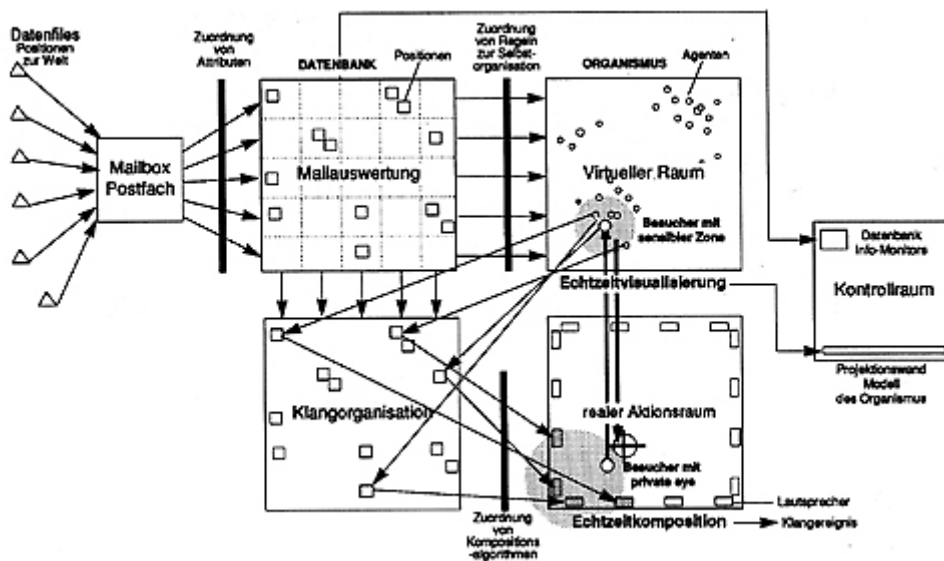 Datenfiles
Positionen
zur Welt
Zuordnung
von
Attributen
DATENBANK
Positionen
Zuordnung
von Regeln
zur Selbst-
organisation
ORGANISMUS
Agenten
Mailbox
Postfach
Mailauswertung
Virtueller Raum
Besucher mit
sensibler Zone
Echtzeitvisualisierung
Datenbank
Info-Monitors
Kontrollraum
Projektionswand
Modell
des Organismus
Klangorganisation
realer Aktionsraum
Besucher mit
private eye
Lautsprecher
Echtzeitkomposition
Klangereignis
Zuordnung
von
Kompositions
-algorithmen